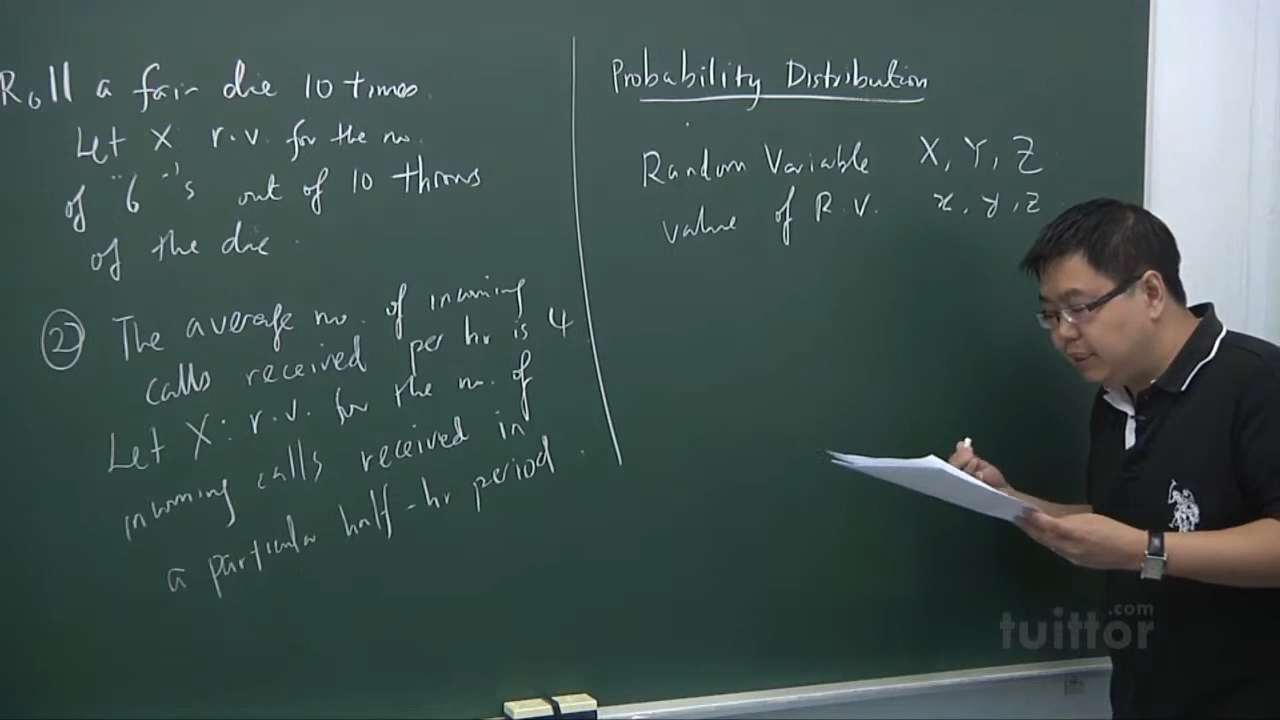 Roll a fair die 10 times.
Let X r.v. for the no.
of "6"'s out of 10 throws
of the die.
② The average no. of incoming
calls received per hr is 4
Let X: r.v. for the no. of
incoming calls received in
a particular half-hr period.
Probability Distribution
Random Variable X, Y, Z
value of R.V. x, y, z
tuittor.com